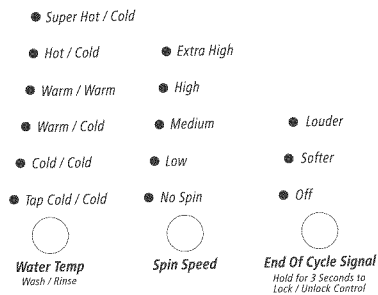 Super Hot / Cold
Hot / Cold
Warm / Warm
Warm / Cold
Cold / Cold
Tap Cold / Cold
Water Temp
Wash / Rinse
Extra High
High
Medium
Low
No Spin
Spin Speed
Louder
Softer
Off
End Of Cycle Signal
Hold for 3 Seconds to
Lock / Unlock Control